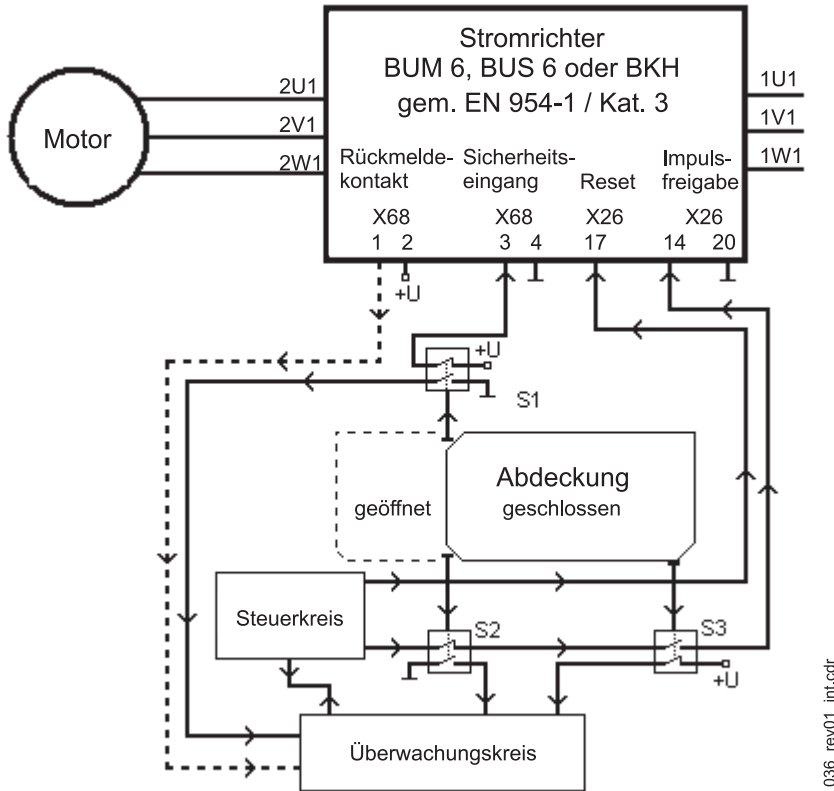 Stromrichter
BUM 6, BUS 6 oder BKH
gem. EN 954-1 / Kat. 3
2U1
2V1
2W1
1U1
1V1
1W1
Motor
Rückmelde-
kontakt
Sicherheits-
eingang
Reset
Impuls-
freigabe
X68
X68
X26
X26
1 2
3 4
17
14 20
+U
+U
S1
Abdeckung
geöffnet
geschlossen
Steuerkreis
S2
S3
+U
Überwachungskreis
036_rev01_int.cdr